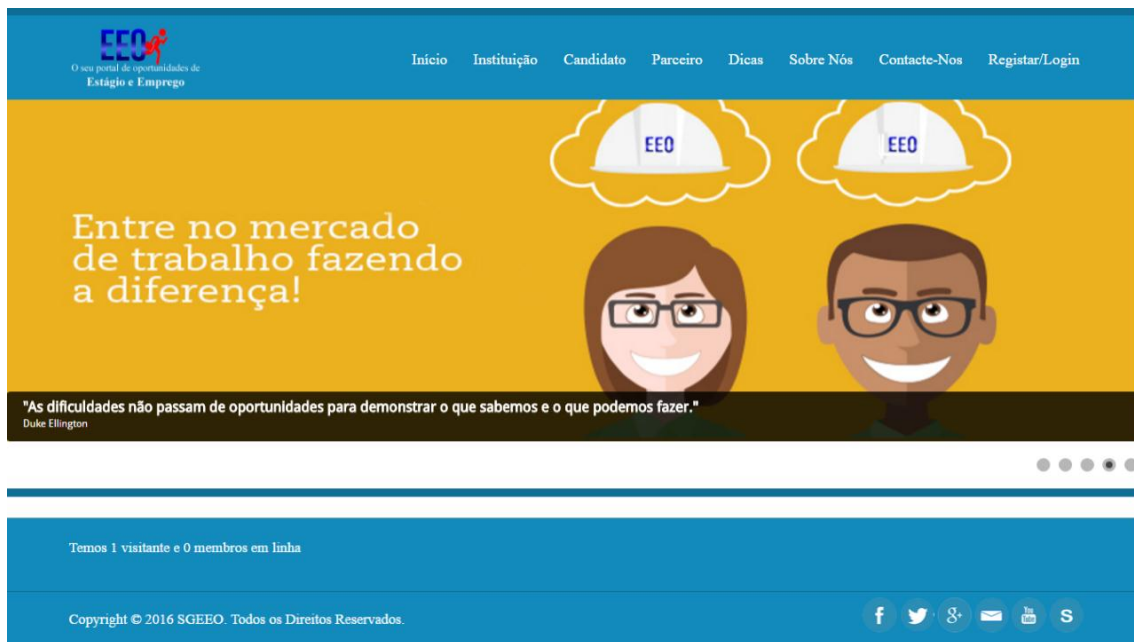 EEO
O seu portal de oportunidades de
Estágio e Emprego
Início Instituição Candidato Parceiro Dicas Sobre Nós Contacte-Nos Registar/Login
EEO EEO
Entre no mercado
de trabalho fazendo
a diferença!
"As dificuldades não passam de oportunidades para demonstrar o que sabemos e o que podemos fazer."
Duke Ellington
Temos 1 visitante e 0 membros em linha
Copyright © 2016 SGEEO. Todos os Direitos Reservados.
f g+ You Tube S